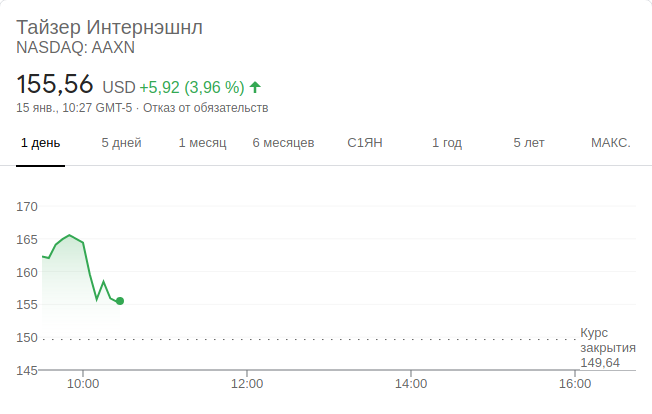 Тайзер Интернэшнл
NASDAQ: AAXN
155,56 USD +5,92 (3,96 %)
15 янв., 10:27 GMT-5 · Отказ от обязательств
1 день 5 дней 1 месяц 6 месяцев С1ЯН 1 год 5 лет МАКС.
170
165
160
155
150
Курс
закрытия
149,64
145
10:00 12:00 14:00 16:00